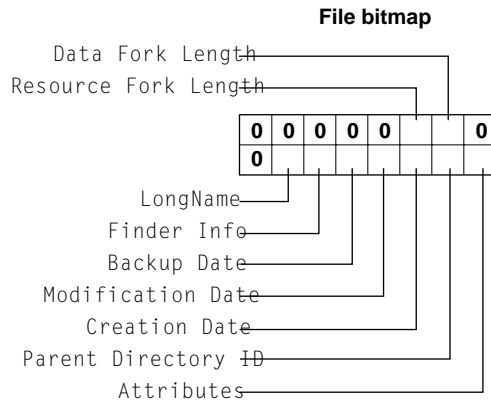 File bitmap
Data Fork Length
Resource Fork Length
0 0 0 0 0 0
0
LongName
Finder Info
Backup Date
Modification Date
Creation Date
Parent Directory ID
Attributes